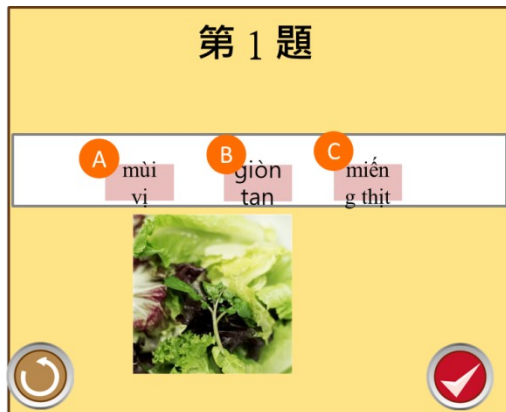 第 1 題
A
mùi
vị
B
giòn
tan
C
miến
g thịt